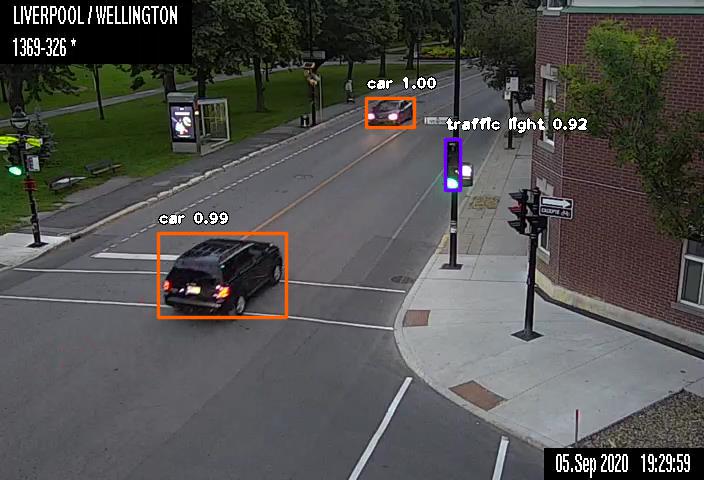 LIVERPOOL / WELLINGTON
1369-326 *
car 1.00
traffic light 0.92
EXCEPTÉ
car 0.99
05.Sep 2020 19:29:59